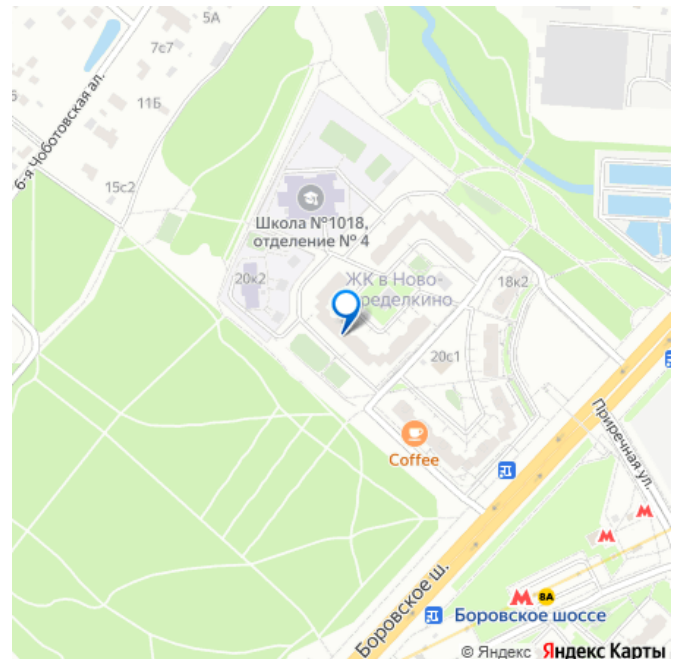 5А
7с7
11Б
6-я Чоботовская ал.
15с2
Школа №1018,
отделение № 4
20к2
ЖК в Ново-
ределкино
18к2
20с1
Coffee
Приречная ул.
Боровское ш.
М
М
М
8А
Боровское шоссе
© Яндекс Яндекс Карты